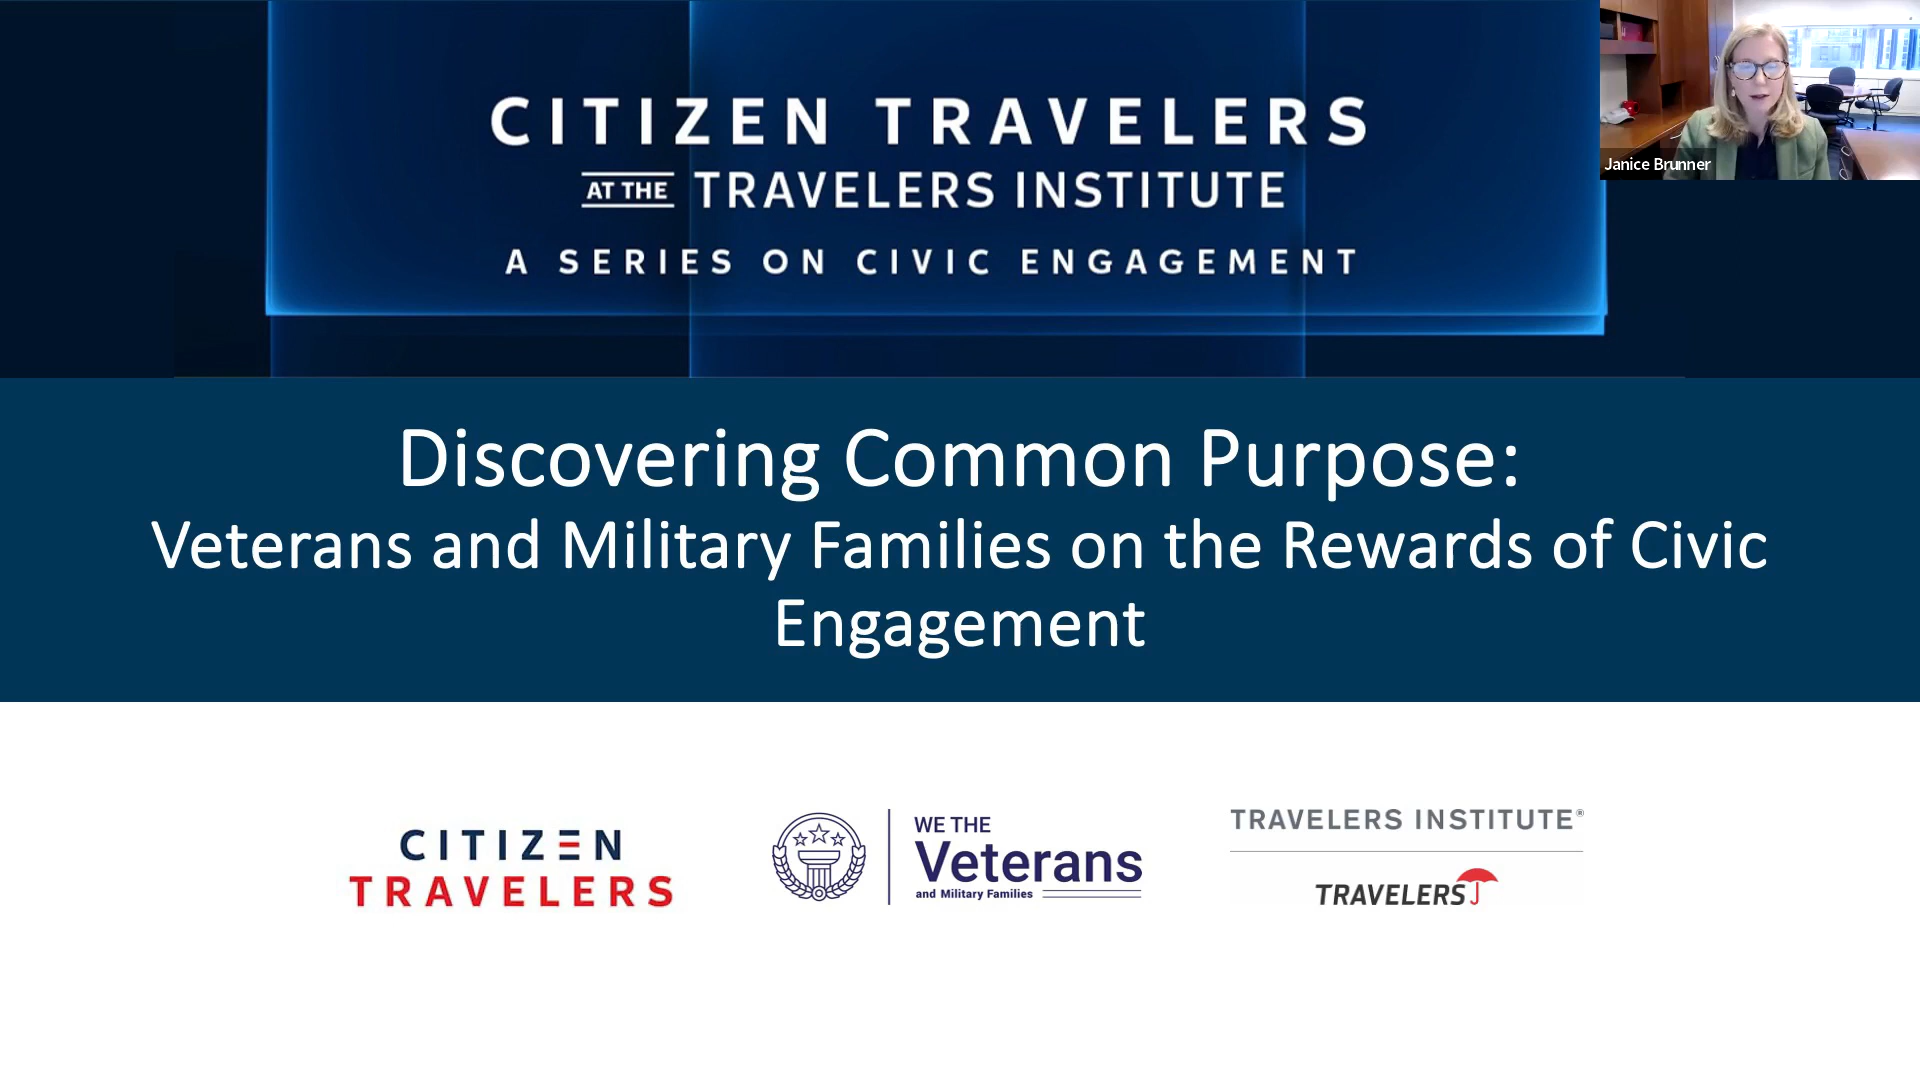 CITIZEN TRAVELERS
AT THE TRAVELERS INSTITUTE
A SERIES ON CIVIC ENGAGEMENT
Janice Brunner
Discovering Common Purpose:
Veterans and Military Families on the Rewards of Civic
Engagement
CITIZEN
TRAVELERS
WE THE
Veterans
and Military Families
TRAVELERS INSTITUTE®
TRAVELERS